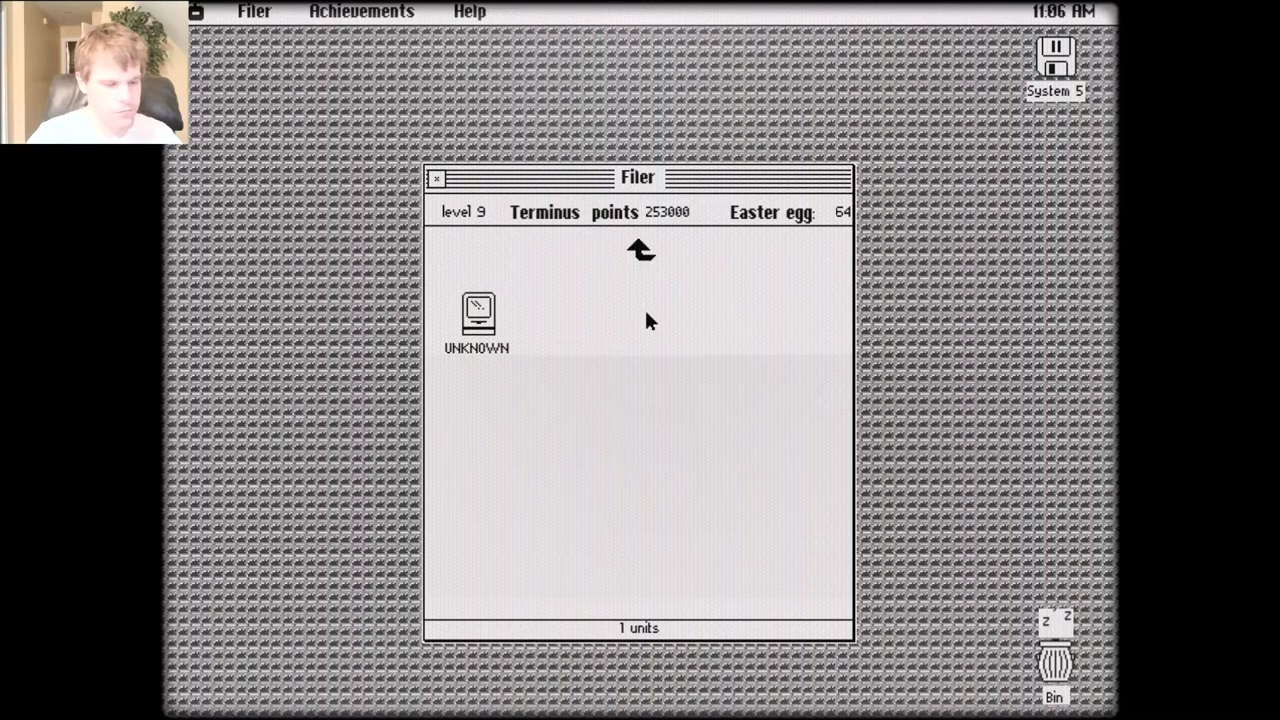 Filer Achievements Help 11:06 AM
System 5
Filer
level 9 Terminus points 253000 Easter egg: 64
UNKNOWN
1 units
z z
Bin